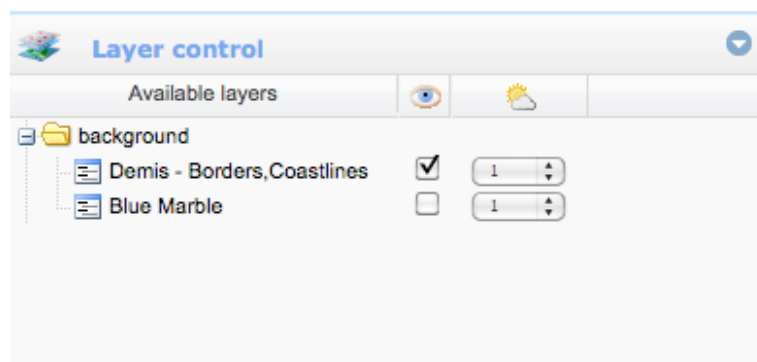 Layer control
Available layers
background
Demis - Borders,Coastlines 1
Blue Marble 1